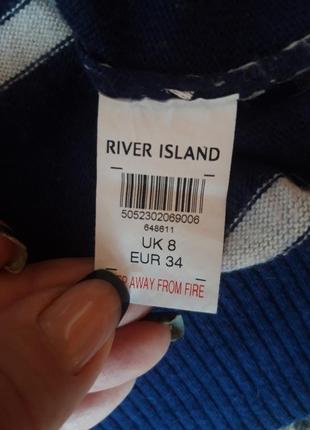 RIVER ISLAND
5052302069006
648611
UK 8
EUR 34
AWAY FROM FIRE